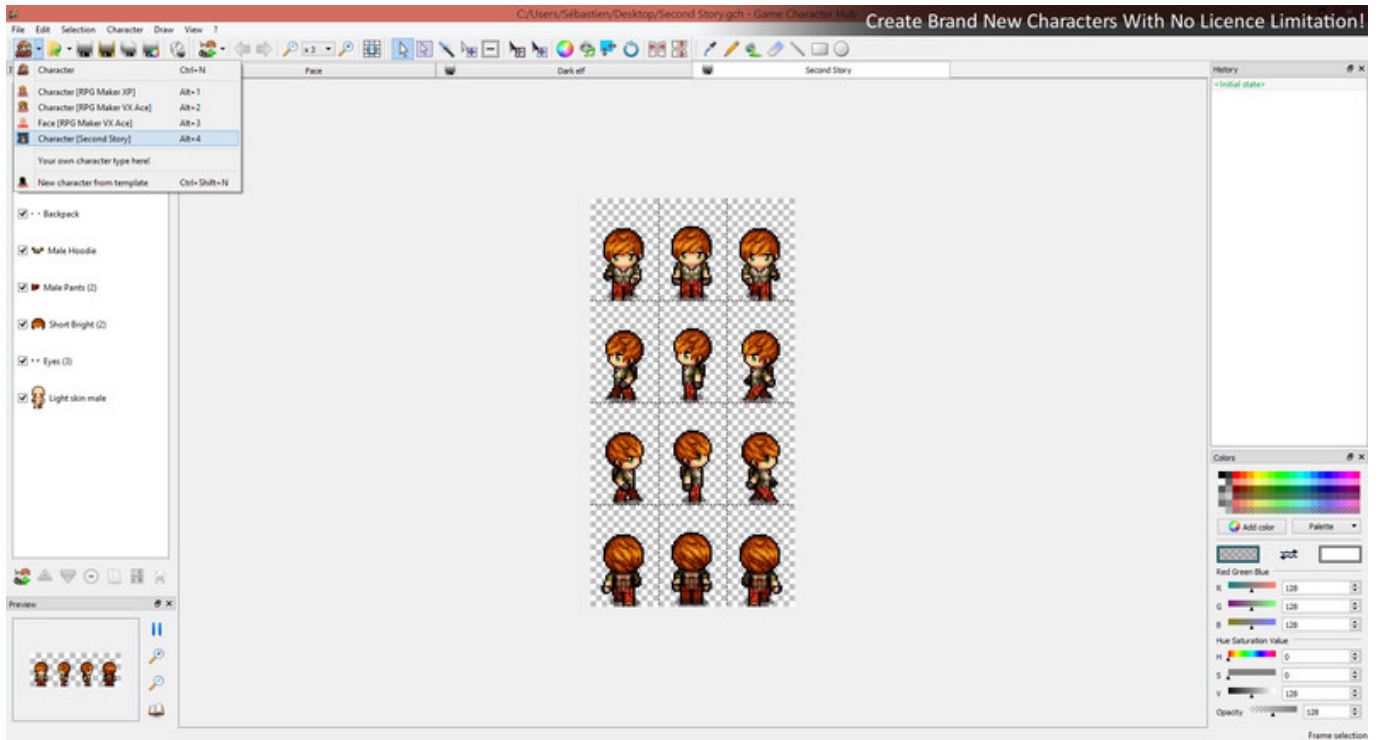 C:/Users/Sébastien/Desktop/Second Story.gch - Game Character Hub
Create Brand New Characters With No Licence Limitation!
File Edit Selection Character Draw View ?
x3
Character Ctrl+N
Character [RPG Maker XP] Alt+1
Character [RPG Maker VX Ace] Alt+2
Face [RPG Maker VX Ace] Alt+3
Character [Second Story] Alt+4
Your own character type here!
New character from template Ctrl+Shift+N
Face
Dark elf
Second Story
Backpack
Male Hoodie
Male Pants (2)
Short Bright (2)
Eyes (3)
Light skin male
Preview
History
<initial state>
Colors
Add color
Palette
Red Green Blue
R 128
G 128
B 128
Hue Saturation Value
H 0
S 0
V 128
Opacity 128
Frame selection